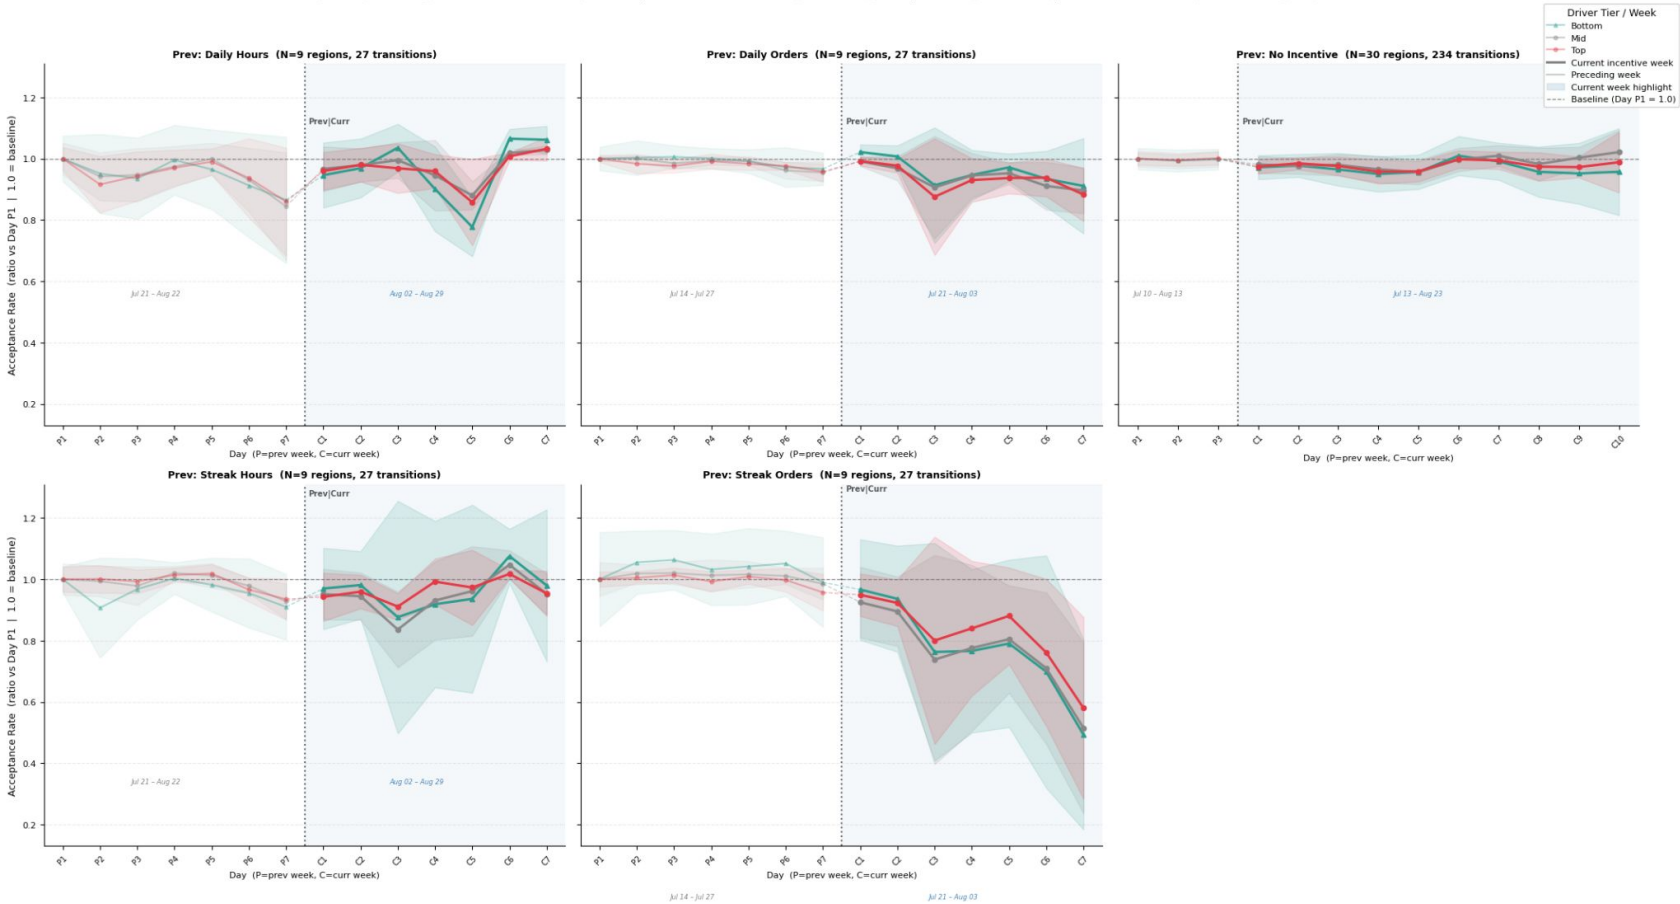 Driver Tier / Week
Bottom
Mid
Top
Current incentive week
Preceding week
Current week highlight
Baseline (Day P1 = 1.0)
Prev: Daily Hours (N=9 regions, 27 transitions)
Acceptance Rate (ratio vs Day P1 | 1.0 = baseline)
1.2
1.0
0.8
0.6
0.4
0.2
Prev|Curr
Jul 21 – Aug 22
Aug 02 – Aug 29
P1 P2 P3 P4 P5 P6 P7 C1 C2 C3 C4 C5 C6 C7
Day (P=prev week, C=curr week)
Prev: Daily Orders (N=9 regions, 27 transitions)
Prev|Curr
Jul 14 – Jul 27
Jul 21 – Aug 03
P1 P2 P3 P4 P5 P6 P7 C1 C2 C3 C4 C5 C6 C7
Day (P=prev week, C=curr week)
Prev: No Incentive (N=30 regions, 234 transitions)
Prev|Curr
Jul 10 – Aug 13
Jul 13 – Aug 23
P1 P2 P3 C1 C2 C3 C4 C5 C6 C7 C8 C9 C10
Day (P=prev week, C=curr week)
Prev: Streak Hours (N=9 regions, 27 transitions)
Acceptance Rate (ratio vs Day P1 | 1.0 = baseline)
1.2
1.0
0.8
0.6
0.4
0.2
Prev|Curr
Jul 21 – Aug 22
Aug 02 – Aug 29
P1 P2 P3 P4 P5 P6 P7 C1 C2 C3 C4 C5 C6 C7
Day (P=prev week, C=curr week)
Prev: Streak Orders (N=9 regions, 27 transitions)
Prev|Curr
P1 P2 P3 P4 P5 P6 P7 C1 C2 C3 C4 C5 C6 C7
Day (P=prev week, C=curr week)
Jul 14 – Jul 27
Jul 21 – Aug 03